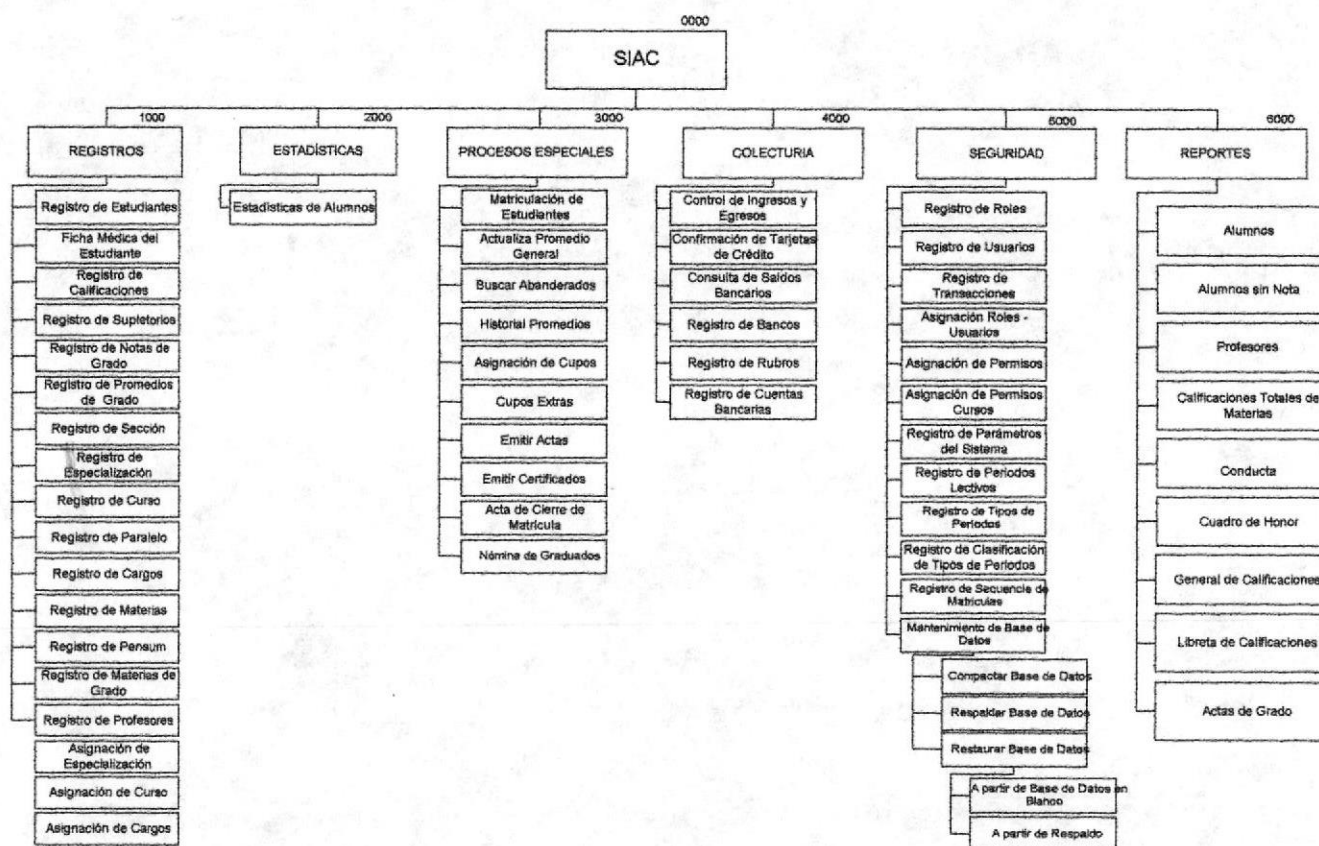 0000
SIAC
1000
REGISTROS
Registro de Estudiantes
Ficha Médica del
Estudiante
Registro de
Calificaciones
Registro de Supletorios
Registro de Notas de
Grado
Registro de Promedios
de Grado
Registro de Sección
Registro de
Especialización
Registro de Curso
Registro de Paralelo
Registro de Cargos
Registro de Materias
Registro de Pensum
Registro de Materias de
Grado
Registro de Profesores
Asignación de
Especialización
Asignación de Curso
Asignación de Cargos
2000
ESTADÍSTICAS
Estadísticas de Alumnos
3000
PROCESOS ESPECIALES
Matriculación de
Estudiantes
Actualiza Promedio
General
Buscar Abanderados
Historial Promedios
Asignación de Cupos
Cupos Extras
Emitir Actas
Emitir Certificados
Acta de Cierre de
Matrícula
Nómina de Graduados
4000
COLECTURIA
Control de Ingresos y
Egresos
Confirmación de Tarjetas
de Crédito
Consulta de Saldos
Bancarios
Registro de Bancos
Registro de Rubros
Registro de Cuentas
Bancarias
5000
SEGURIDAD
Registro de Roles
Registro de Usuarios
Registro de
Transacciones
Asignación Roles -
Usuarios
Asignación de Permisos
Asignación de Permisos
Cursos
Registro de Parámetros
del Sistema
Registro de Periodos
Lectivos
Registro de Tipos de
Periodos
Registro de Clasificación
de Tipos de Periodos
Registro de Sequencia de
Matriculas
Mantenimiento de Base de
Datos
Compactar Base de Datos
Respaldar Base de Datos
Restaurar Base de Datos
A partir de Base de Datos en
Blanco
A partir de Respaldo
6000
REPORTES
Alumnos
Alumnos sin Nota
Profesores
Calificaciones Totales de
Materias
Conducta
Cuadro de Honor
General de Calificaciones
Libreta de Calificaciones
Actas de Grado